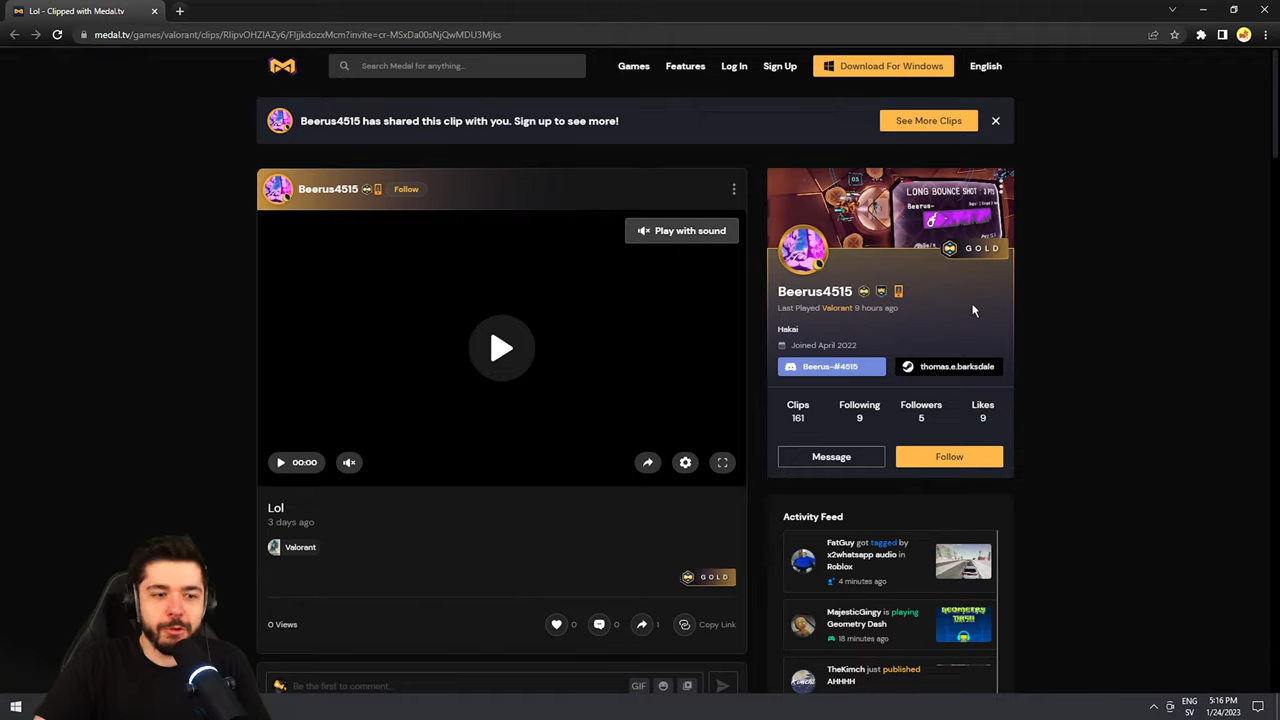 Lol - Clipped with Medal.tv
medal.tv/games/valorant/clips/RIipvOHZIAZy6/FIjjkdozxMcm?invite=cr-MSxDa00sNjQwMDU3Mjks
Search Medal for anything...
Games
Features
Log In
Sign Up
Download For Windows
English
Beerus4515 has shared this clip with you. Sign up to see more!
See More Clips
Beerus4515
Follow
Play with sound
00:00
Lol
3 days ago
Valorant
GOLD
0 Views
0
0
1
Copy Link
Be the first to comment...
GIF
03
LONG BOUNCE SHOT
Beerus-
GOLD
Beerus4515
Last Played Valorant 9 hours ago
Hakai
Joined April 2022
Beerus-#4515
thomas.e.barksdale
Clips
Following
Followers
Likes
161
9
5
9
Message
Follow
Activity Feed
FatGuy got tagged by
x2whatsapp audio in
Roblox
4 minutes ago
MajesticGingy is playing
Geometry Dash
18 minutes ago
GEOMETRY
DASH
TheKimch just published
AHHHH
ENG
SV
5:16 PM
1/24/2023